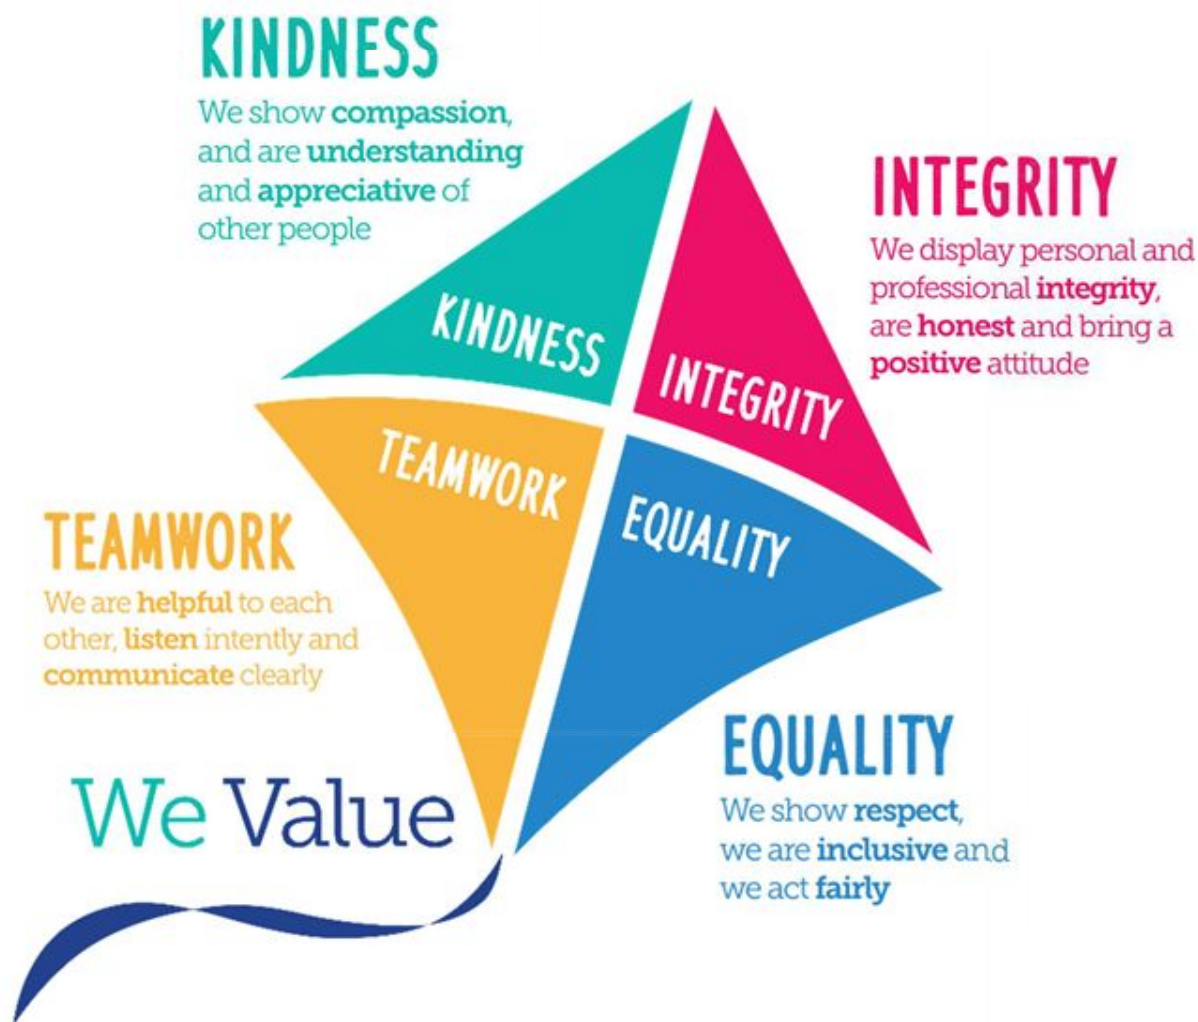 KINDNESS
We show compassion,
and are understanding
and appreciative of
other people
INTEGRITY
We display personal and
professional integrity,
are honest and bring a
positive attitude
KINDNESS
INTEGRITY
TEAMWORK
EQUALITY
TEAMWORK
We are helpful to each
other, listen intently and
communicate clearly
EQUALITY
We show respect,
we are inclusive and
we act fairly
We Value